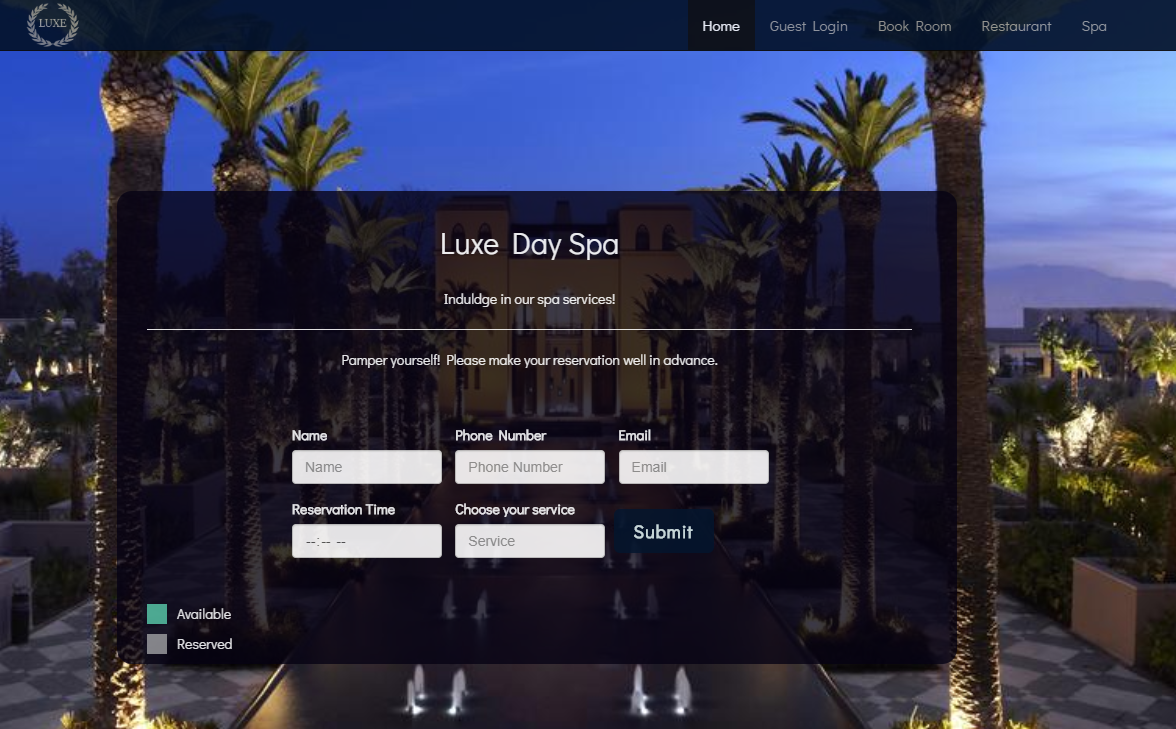 LUXE
Home Guest Login Book Room Restaurant Spa
Luxe Day Spa
Induldge in our spa services!
Pamper yourself! Please make your reservation well in advance.
Name Phone Number Email
Name Phone Number Email
Reservation Time Choose your service
--:-- -- Service Submit
Available
Reserved